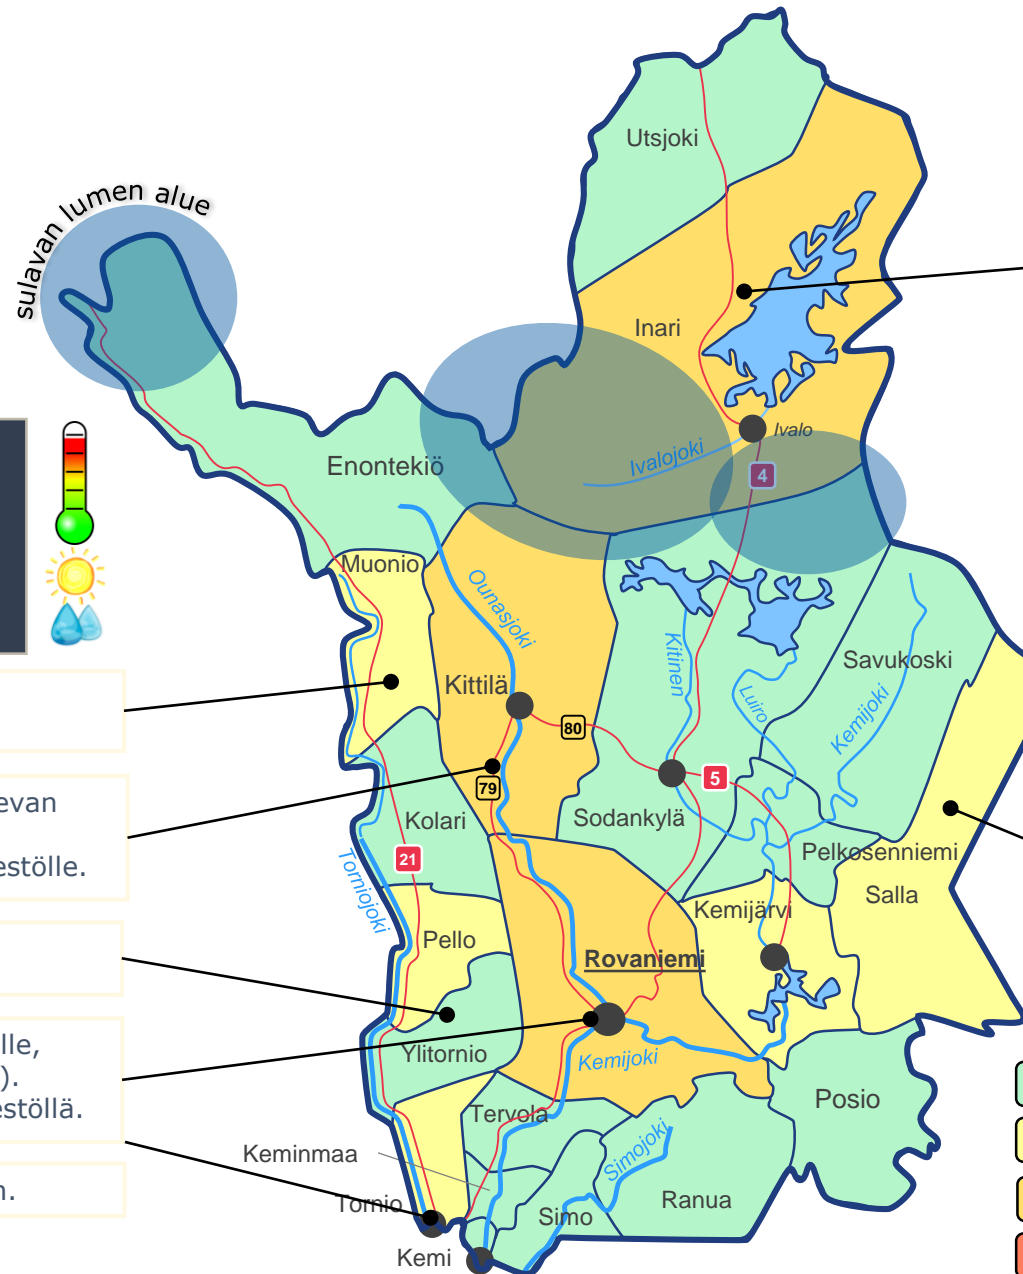 sulavan lumen alue
Utsjoki
Inari
Ivalo
Ivalojoki
4
Enontekiö
Muonio
Ounasjoki
Kittilä
80
79
Kitinen
Luiro
Savukoski
Kemijoki
5
Sodankylä
Kolari
21
Torniojoki
Pelkosenniemi
Salla
Kemijärvi
Pello
Rovaniemi
Ylitornio
Kemijoki
Posio
Tervola
Simojoki
Keminmaa
Ranua
Tornio
Simo
Kemi
evan
estölle.
lle,
).
estöllä.
n.